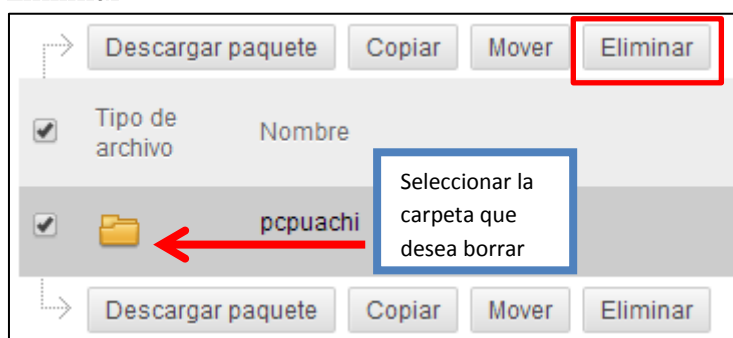 Descargar paquete Copiar Mover Eliminar
Tipo de
archivo
Nombre
pcpuachi
Seleccionar la
carpeta que
desea borrar
Descargar paquete Copiar Mover Eliminar